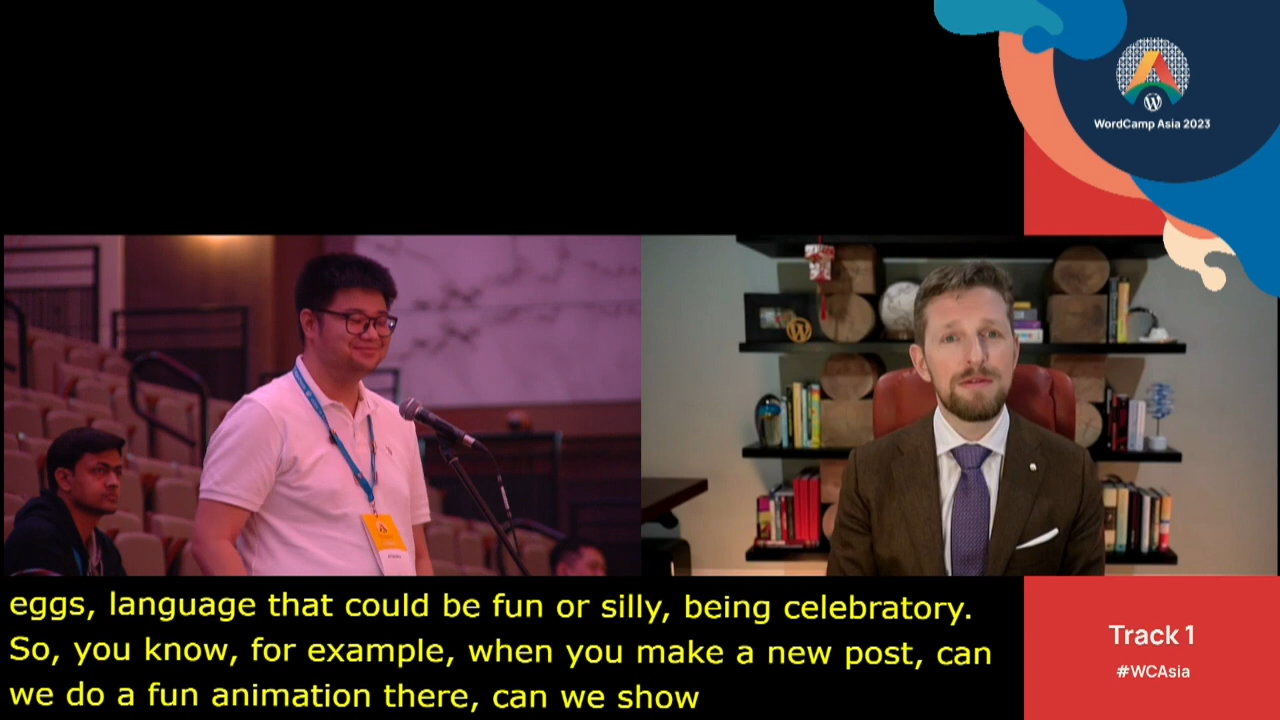 WordCamp Asia 2023
eggs, language that could be fun or silly, being celebratory.
So, you know, for example, when you make a new post, can
we do a fun animation there, can we show
Track 1
#WCAsia